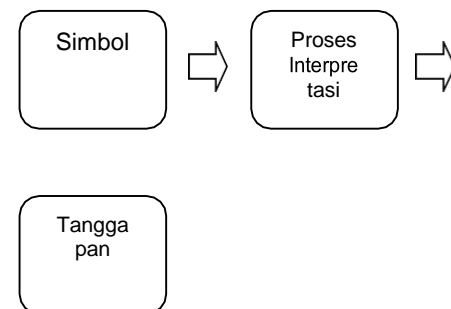 Simbol
Proses
Interpre
tasi
Tangga
pan